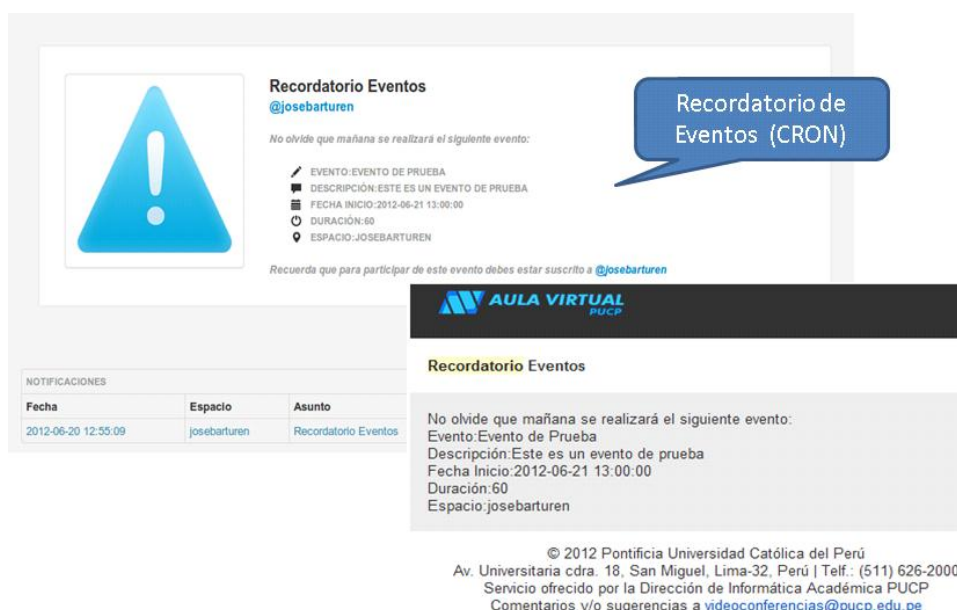 Recordatorio Eventos
@josebarturen
No olvide que mañana se realizará el siguiente evento:
EVENTO:EVENTO DE PRUEBA
DESCRIPCIÓN:ESTE ES UN EVENTO DE PRUEBA
FECHA INICIO:2012-06-21 13:00:00
DURACIÓN:60
ESPACIO:JOSEBARTUREN
Recuerda que para participar de este evento debes estar suscrito a @josebarturen
Recordatorio de
Eventos (CRON)
NOTIFICACIONES
Fecha Espacio Asunto
2012-06-20 12:55:09 josebarturen Recordatorio Eventos
AULA VIRTUAL
PUCP
Recordatorio Eventos
No olvide que mañana se realizará el siguiente evento:
Evento:Evento de Prueba
Descripción:Este es un evento de prueba
Fecha Inicio:2012-06-21 13:00:00
Duración:60
Espacio:josebarturen
© 2012 Pontificia Universidad Católica del Perú
Av. Universitaria cdra. 18, San Miguel, Lima-32, Perú | Telf.: (511) 626-2000
Servicio ofrecido por la Dirección de Informática Académica PUCP
Comentarios y/o sugerencias a videoconferencias@pucp.edu.pe